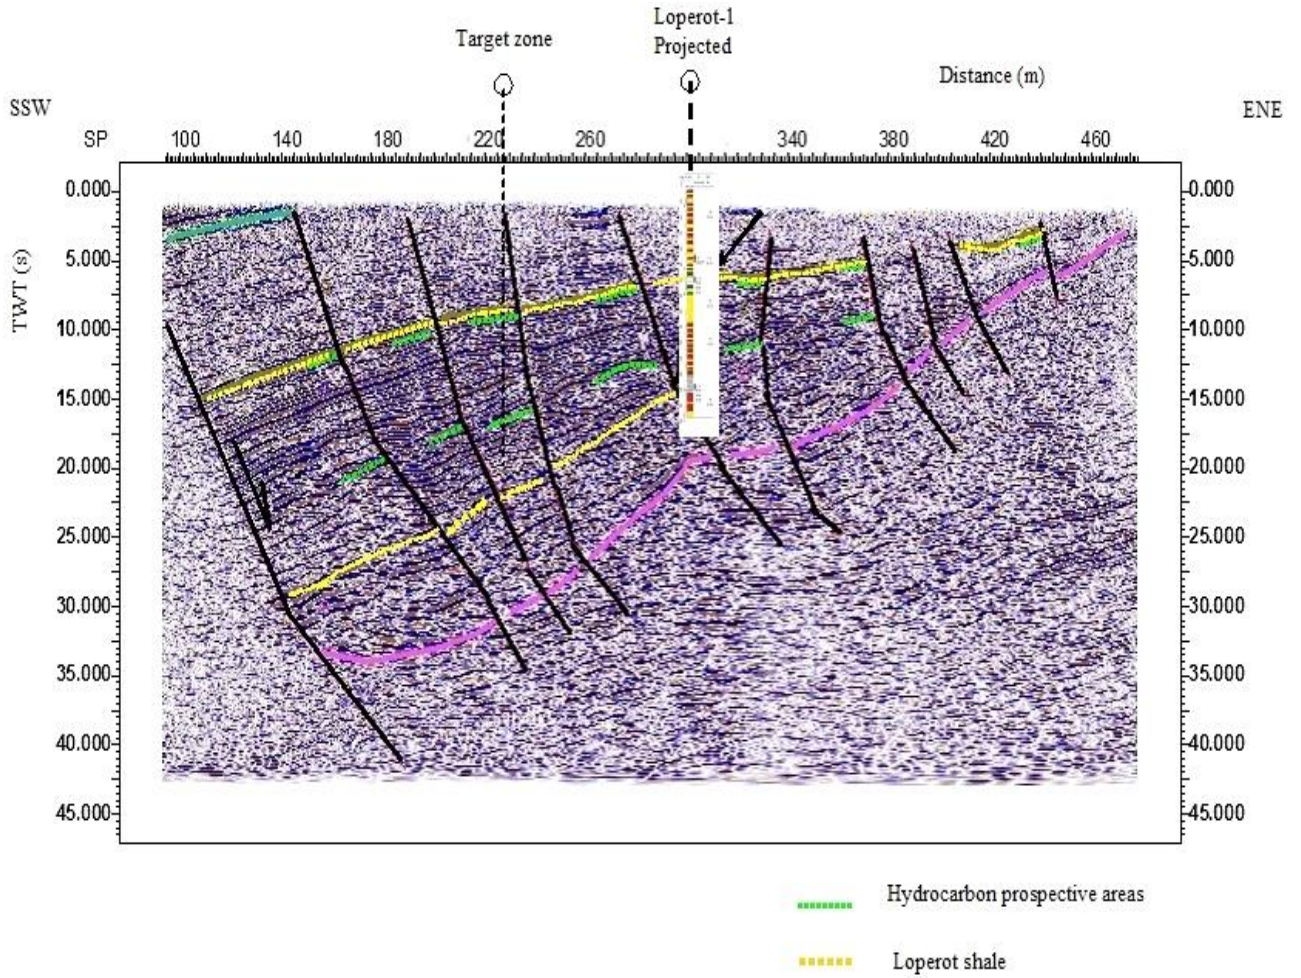 Loperot-1
Projected
Target zone
Distance (m)
SSW
ENE
SP 100 140 180 220 260 340 380 420 460
TWT (s)
0.000 0.000
5.000 5.000
10.000 10.000
15.000 15.000
20.000 20.000
25.000 25.000
30.000 30.000
35.000 35.000
40.000 40.000
45.000 45.000
Hydrocarbon prospective areas
Loperot shale